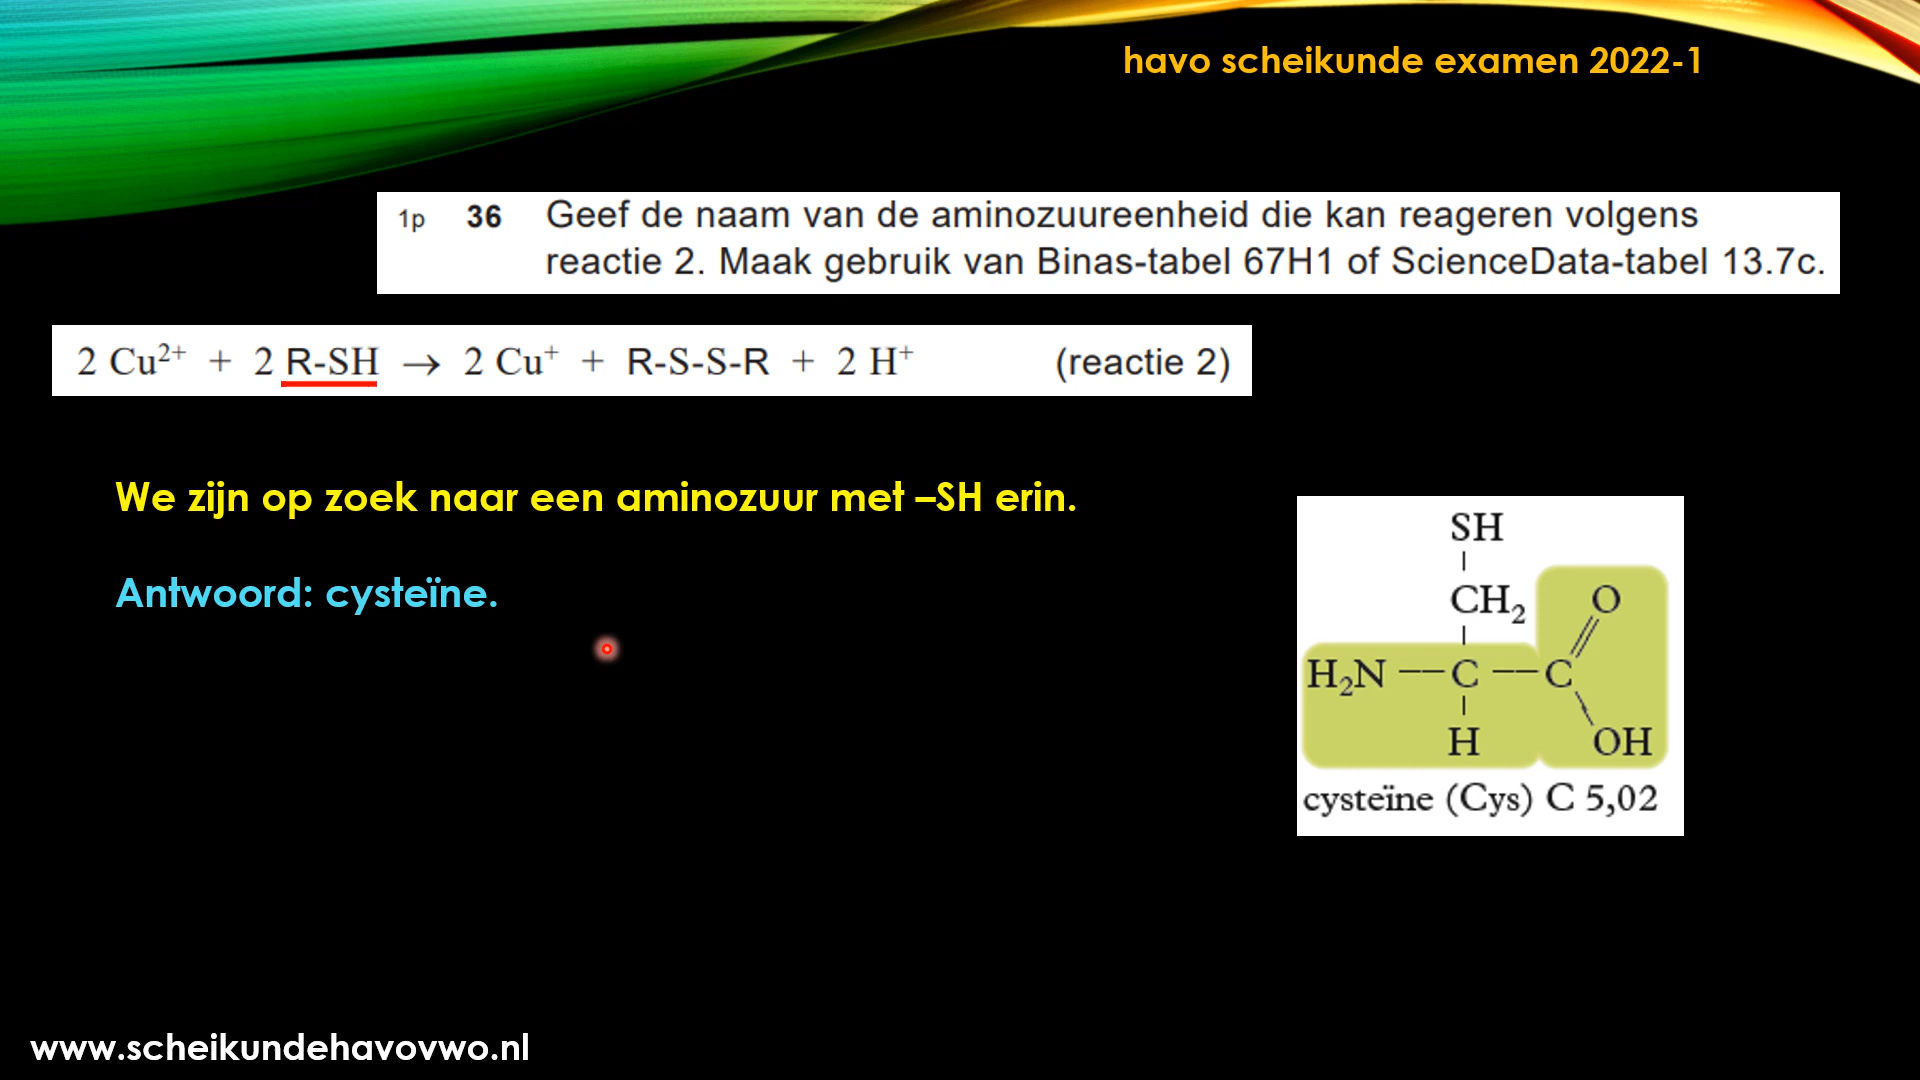 havo scheikunde examen 2022-1
1p 36 Geef de naam van de aminozuureenheid die kan reageren volgens
reactie 2. Maak gebruik van Binas-tabel 67H1 of ScienceData-tabel 13.7c.
2 Cu²⁺ + 2 R-SH → 2 Cu⁺ + R-S-S-R + 2 H⁺ (reactie 2)
We zijn op zoek naar een aminozuur met –SH erin.
Antwoord: cysteïne.
SH
CH₂ O
H₂N C C
H OH
cysteïne (Cys) C 5,02
www.scheikundehavovwo.nl